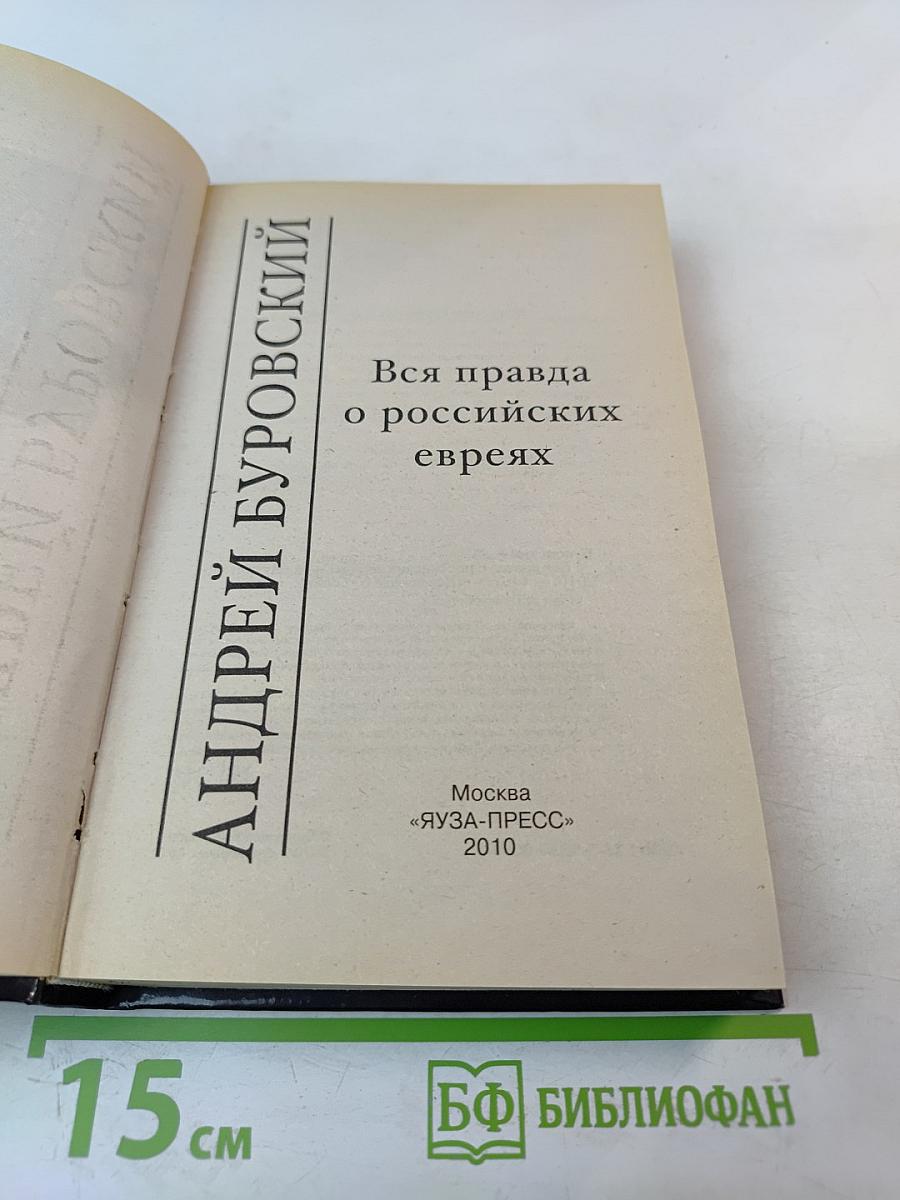 АНДРЕЙ БУРОВСКИЙ
Вся правда
о российских
евреях
Москва
«ЯУЗА-ПРЕСС»
2010
15 см
БФ БИБЛИОФАН